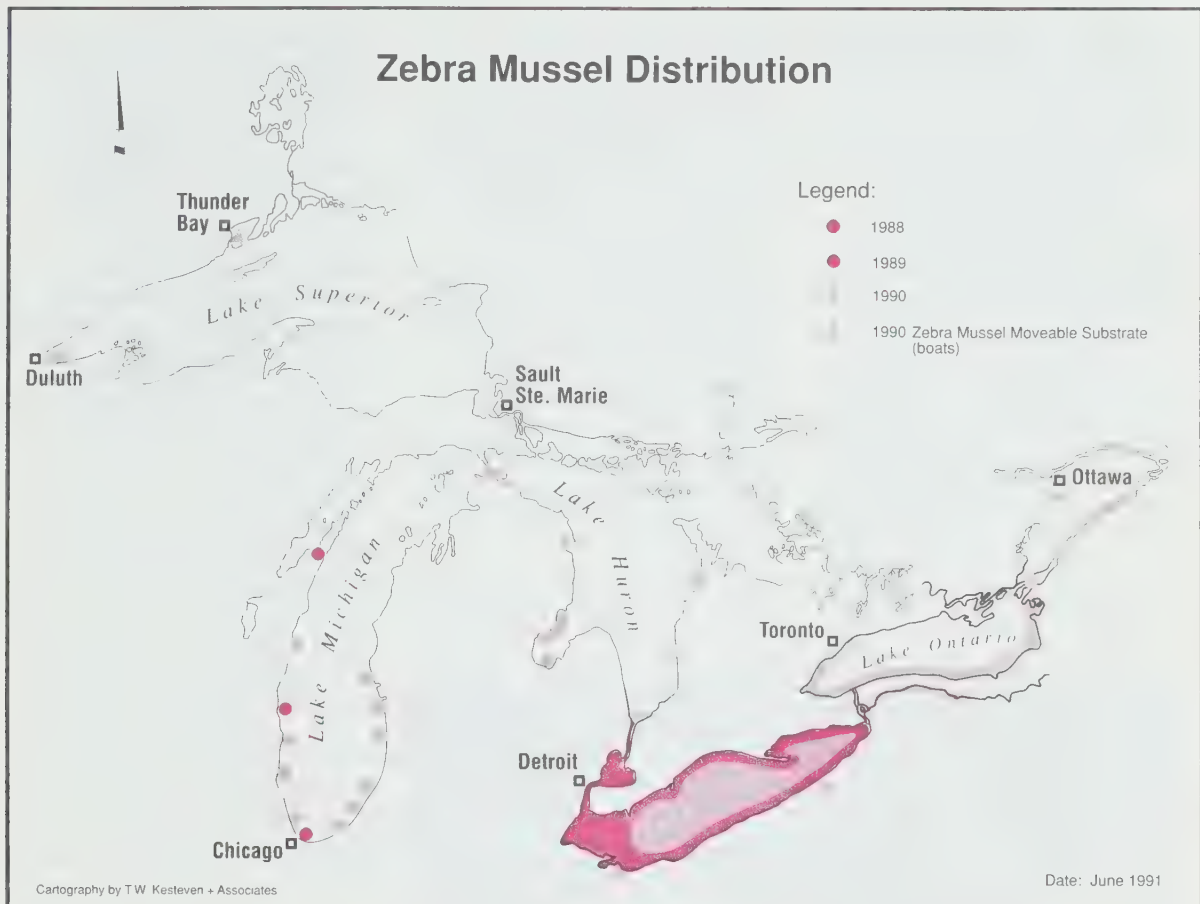 Zebra Mussel Distribution
Legend:
1988
1989
1990
1990 Zebra Mussel Moveable Substrate
(boats)
Thunder
Bay
Lake Superior
Duluth
Sault
Ste. Marie
Ottawa
Lake Huron
Lake Michigan
Toronto
Lake Ontario
Detroit
Chicago
Cartography by T W Kesteven + Associates
Date: June 1991